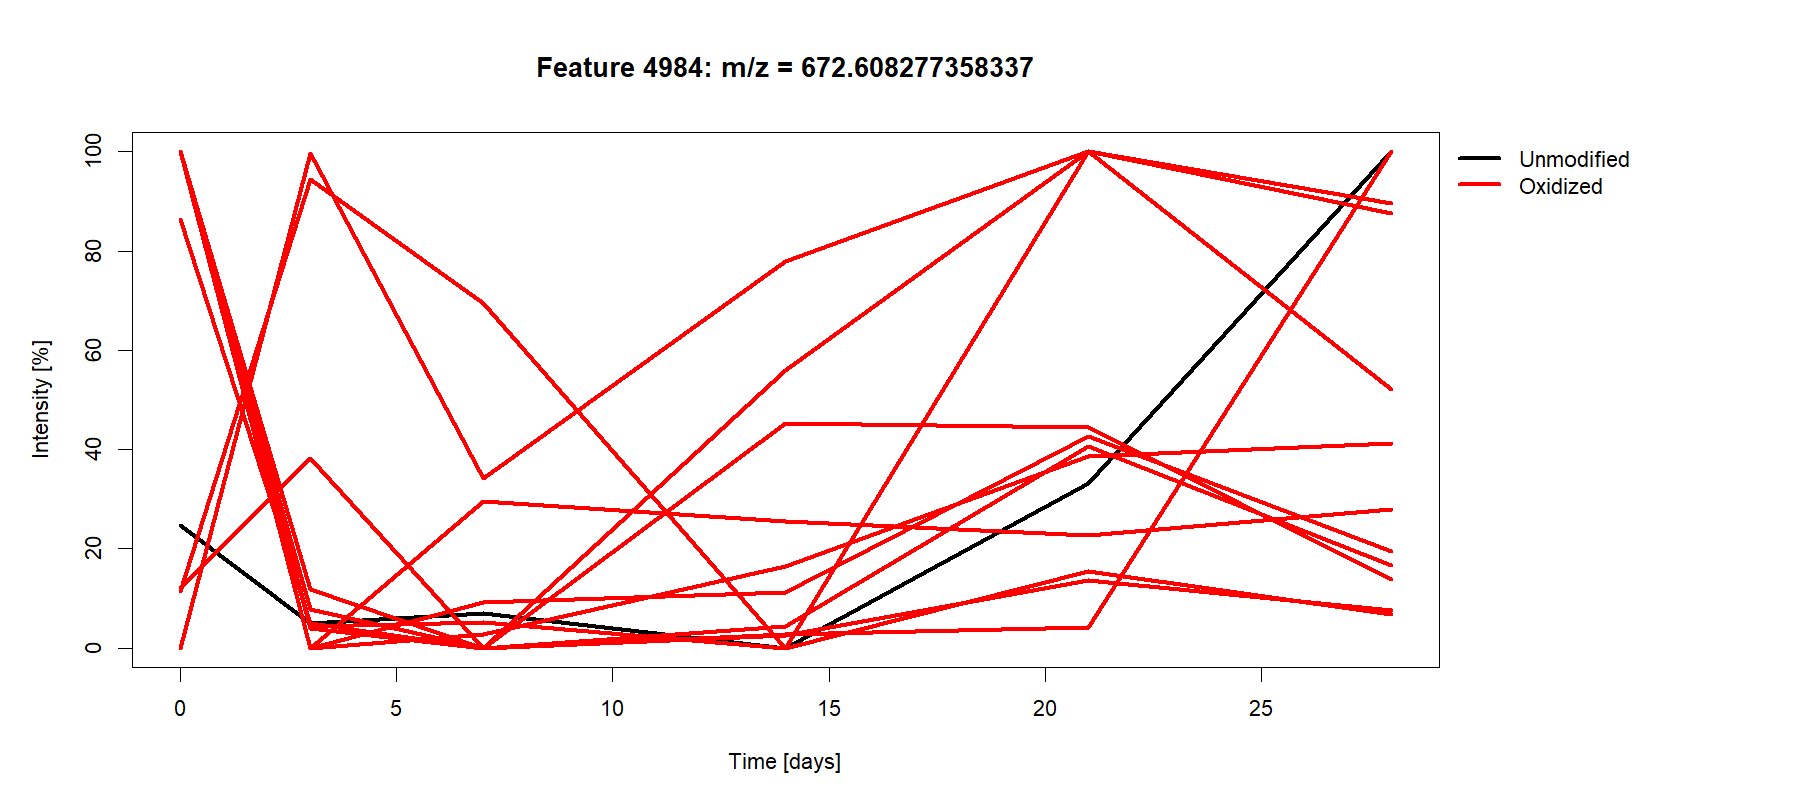 Feature 4984: m/z = 672.608277358337
Unmodified
Oxidized
Intensity [%]
100
80
60
40
20
0
0 5 10 15 20 25
Time [days]